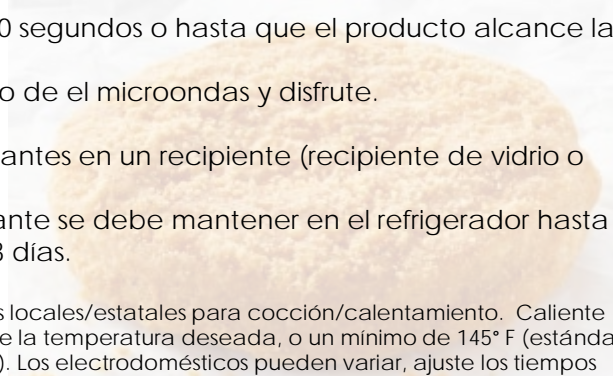 0 segundos o hasta que el producto alcance la
o de el microondas y disfrute.
antes en un recipiente (recipiente de vidrio o
ante se debe mantener en el refrigerador hasta
3 días.
s locales/estatales para cocción/calentamiento. Caliente
e la temperatura deseada, o un mínimo de 145° F (estánda
). Los electrodomésticos pueden variar, ajuste los tiempos